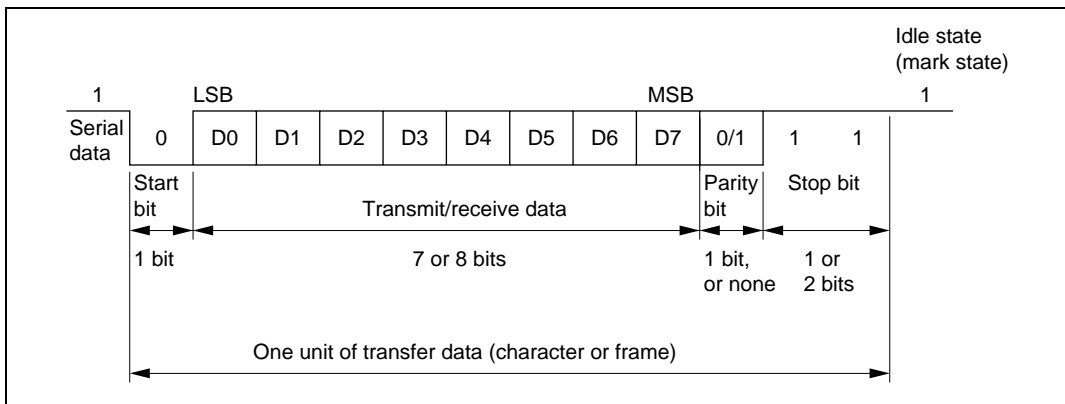 Idle state
(mark state)
1 LSB MSB 1
Serial
data
0 D0 D1 D2 D3 D4 D5 D6 D7 0/1 1 1
Start
bit
Transmit/receive data
Parity
bit
Stop bit
1 bit
7 or 8 bits
1 bit,
or none
1 or
2 bits
One unit of transfer data (character or frame)